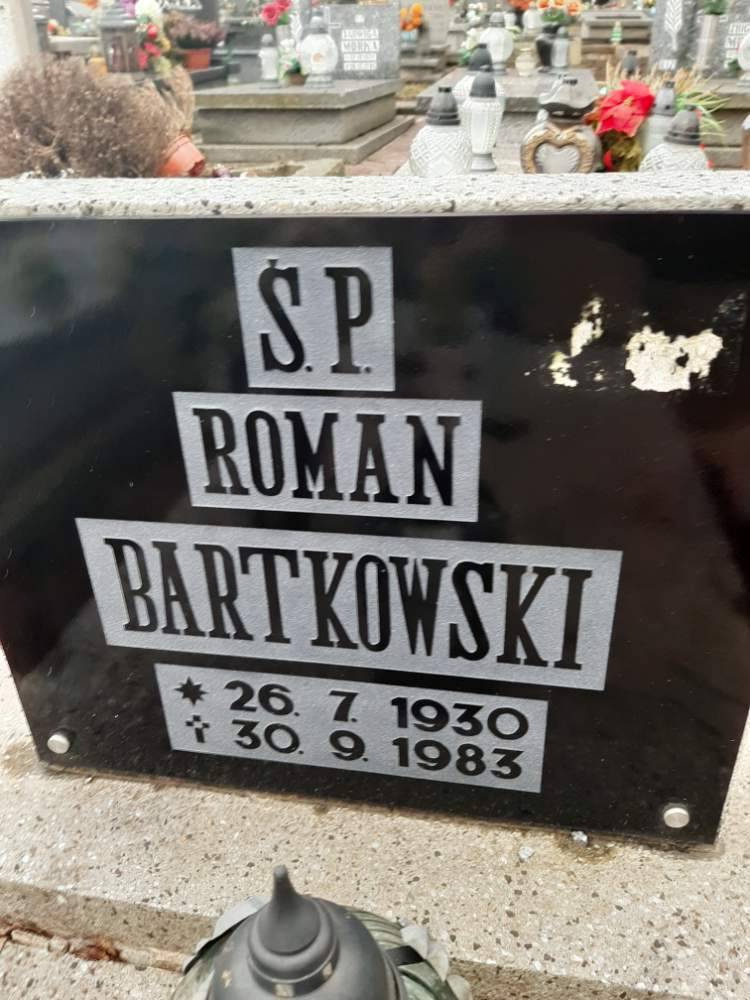 Ś.P.
ROMAN
BARTKOWSKI
* 26. 7. 1930
† 30. 9. 1983